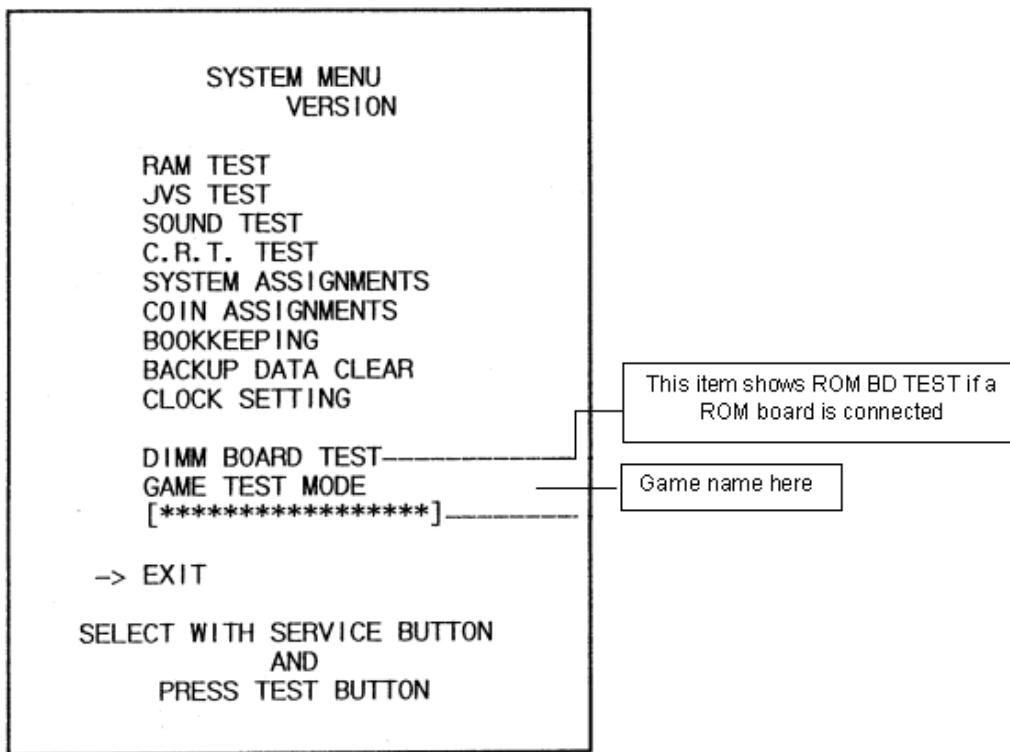 SYSTEM MENU
VERSION
RAM TEST
JVS TEST
SOUND TEST
C.R.T. TEST
SYSTEM ASSIGNMENTS
COIN ASSIGNMENTS
BOOKKEEPING
BACKUP DATA CLEAR
CLOCK SETTING
DIMM BOARD TEST
This item shows ROM BD TEST if a
ROM board is connected
GAME TEST MODE
Game name here
[*****************]
-> EXIT
SELECT WITH SERVICE BUTTON
AND
PRESS TEST BUTTON